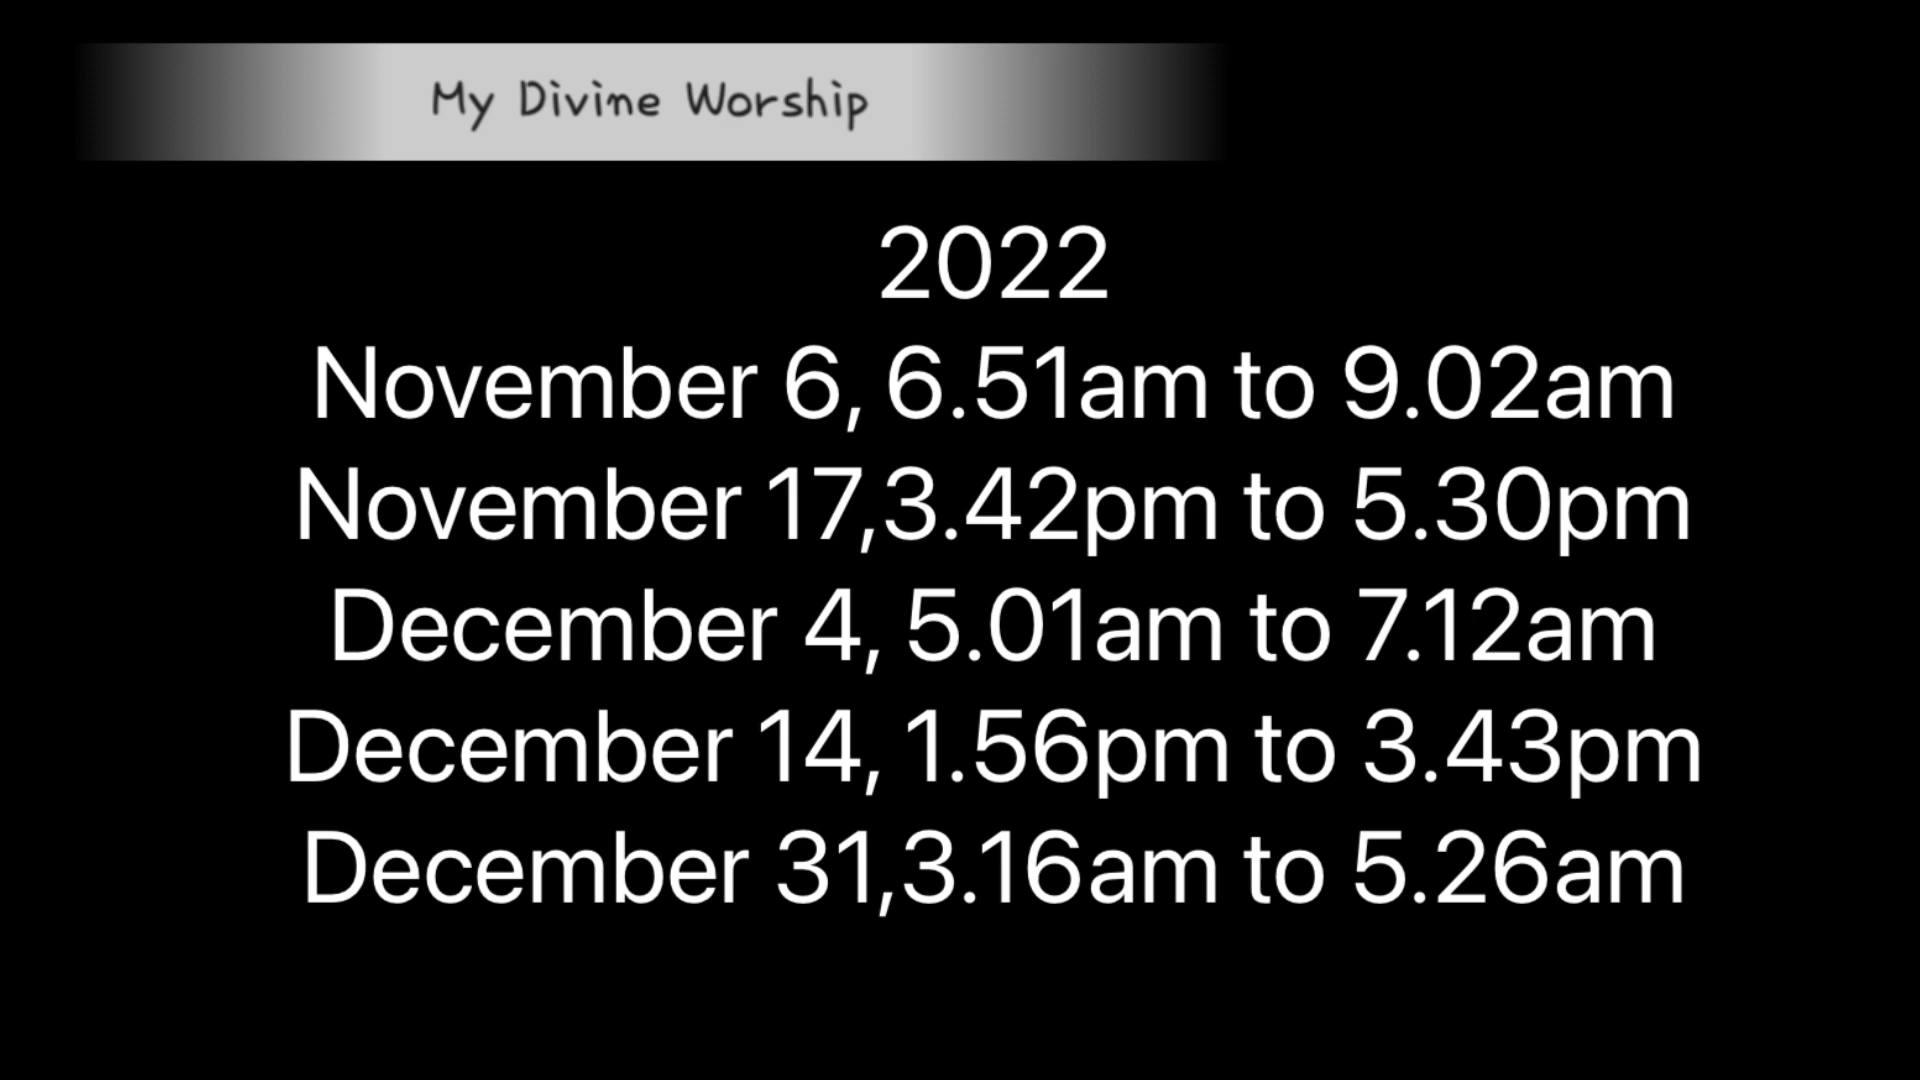 My Divine Worship
2022
November 6, 6.51am to 9.02am
November 17,3.42pm to 5.30pm
December 4, 5.01am to 7.12am
December 14, 1.56pm to 3.43pm
December 31,3.16am to 5.26am